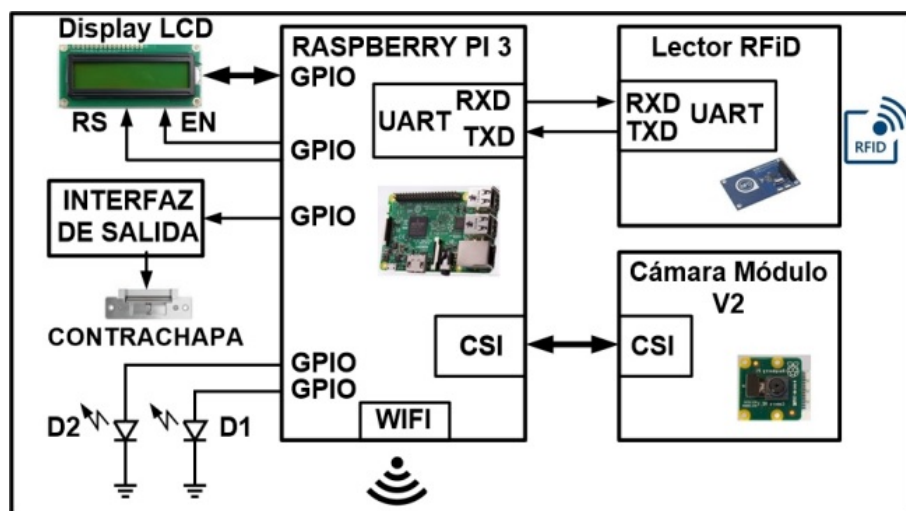 Display LCD
RS
EN
INTERFAZ
DE SALIDA
CONTRACHAPA
D2
D1
RASPBERRY PI 3
GPIO
GPIO
GPIO
GPIO
GPIO
UART
RXD
TXD
CSI
WIFI
Lector RFiD
RXD
TXD
UART
RFID
Cámara Módulo
V2
CSI